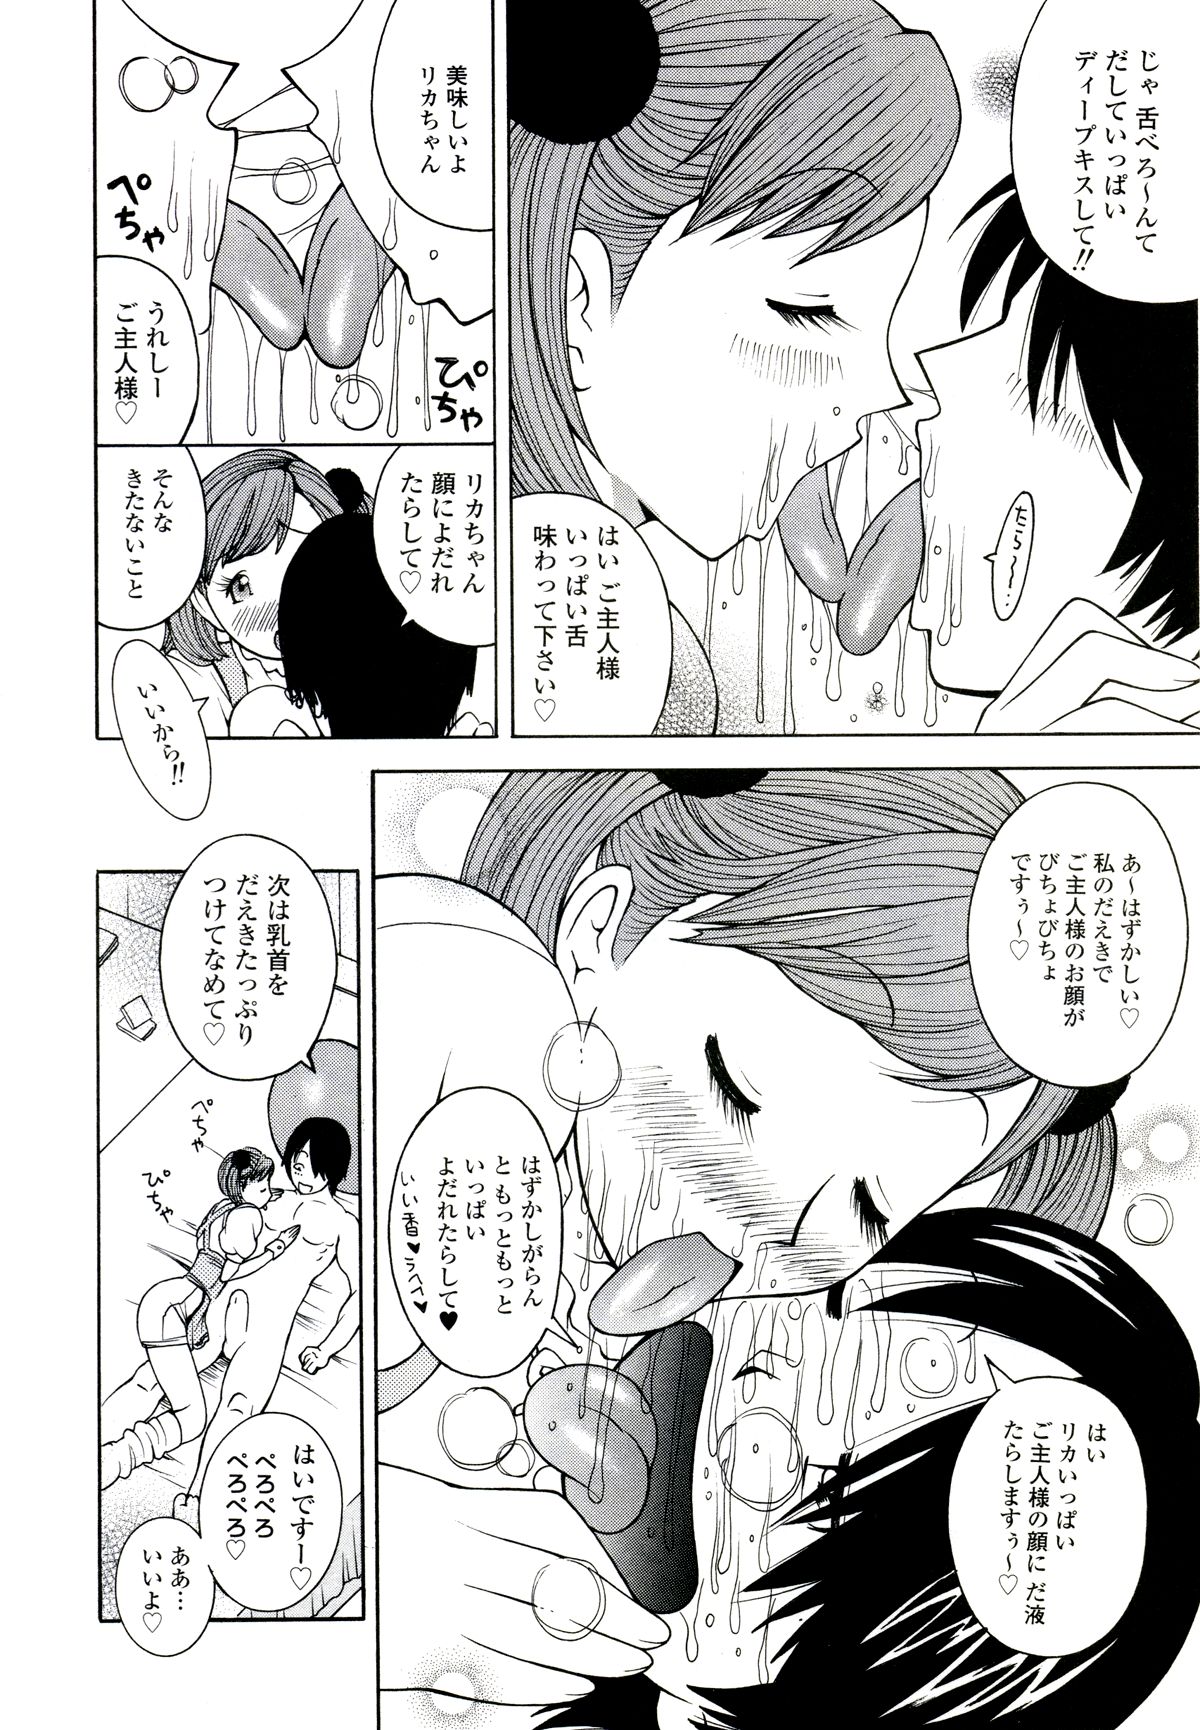 じゃ 舌べろ～んて
だしていっぱい
ディープキスして!!
たら～…
はい ご主人様
いっぱい舌
味わって下さい♡
美味しいよ
リカちゃん
ぺちゃ
ぴちゃ
うれしー
ご主人様♡
リカちゃん
顔によだれ
たらして♡
そんな
きたないこと
いいから!!
あ～はずかしい♡
私のだえきで
ご主人様のお顔が
びちょびちょ
ですぅ～♡
はずかしがらん
ともっともっと
いっぱい
よだれたらして♥
いい香♥うへへ♥
はい
リカいっぱい
ご主人様の顔に だ液
たらしますぅ～♡
次は乳首を
だえきたっぷり
つけてなめて♡
ぺちゃ
ぴちゃ
はいですー♡
ぺろぺろ
ぺろぺろ♡
ああ…
いいよ♡